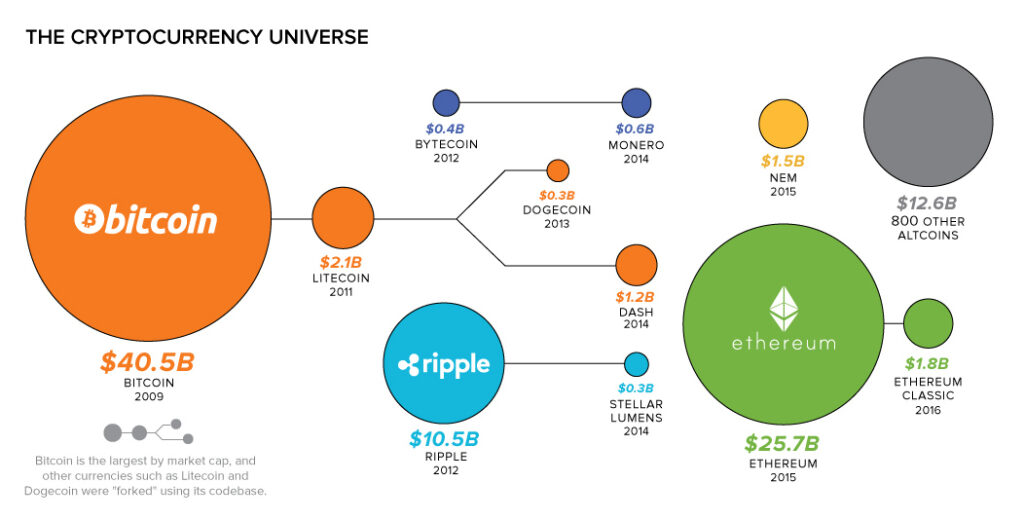 THE CRYPTOCURRENCY UNIVERSE
bitcoin
$40.5B
BITCOIN
2009
Bitcoin is the largest by market cap, and
other currencies such as Litecoin and
Dogecoin were "forked" using its codebase.
$2.1B
LITECOIN
2011
$0.4B
BYTECOIN
2012
$0.6B
MONERO
2014
$0.3B
DOGECOIN
2013
$1.2B
DASH
2014
ripple
$10.5B
RIPPLE
2012
$0.3B
STELLAR
LUMENS
2014
$1.5B
NEM
2015
$12.6B
800 OTHER
ALTCOINS
ethereum
$25.7B
ETHEREUM
2015
$1.8B
ETHEREUM
CLASSIC
2016